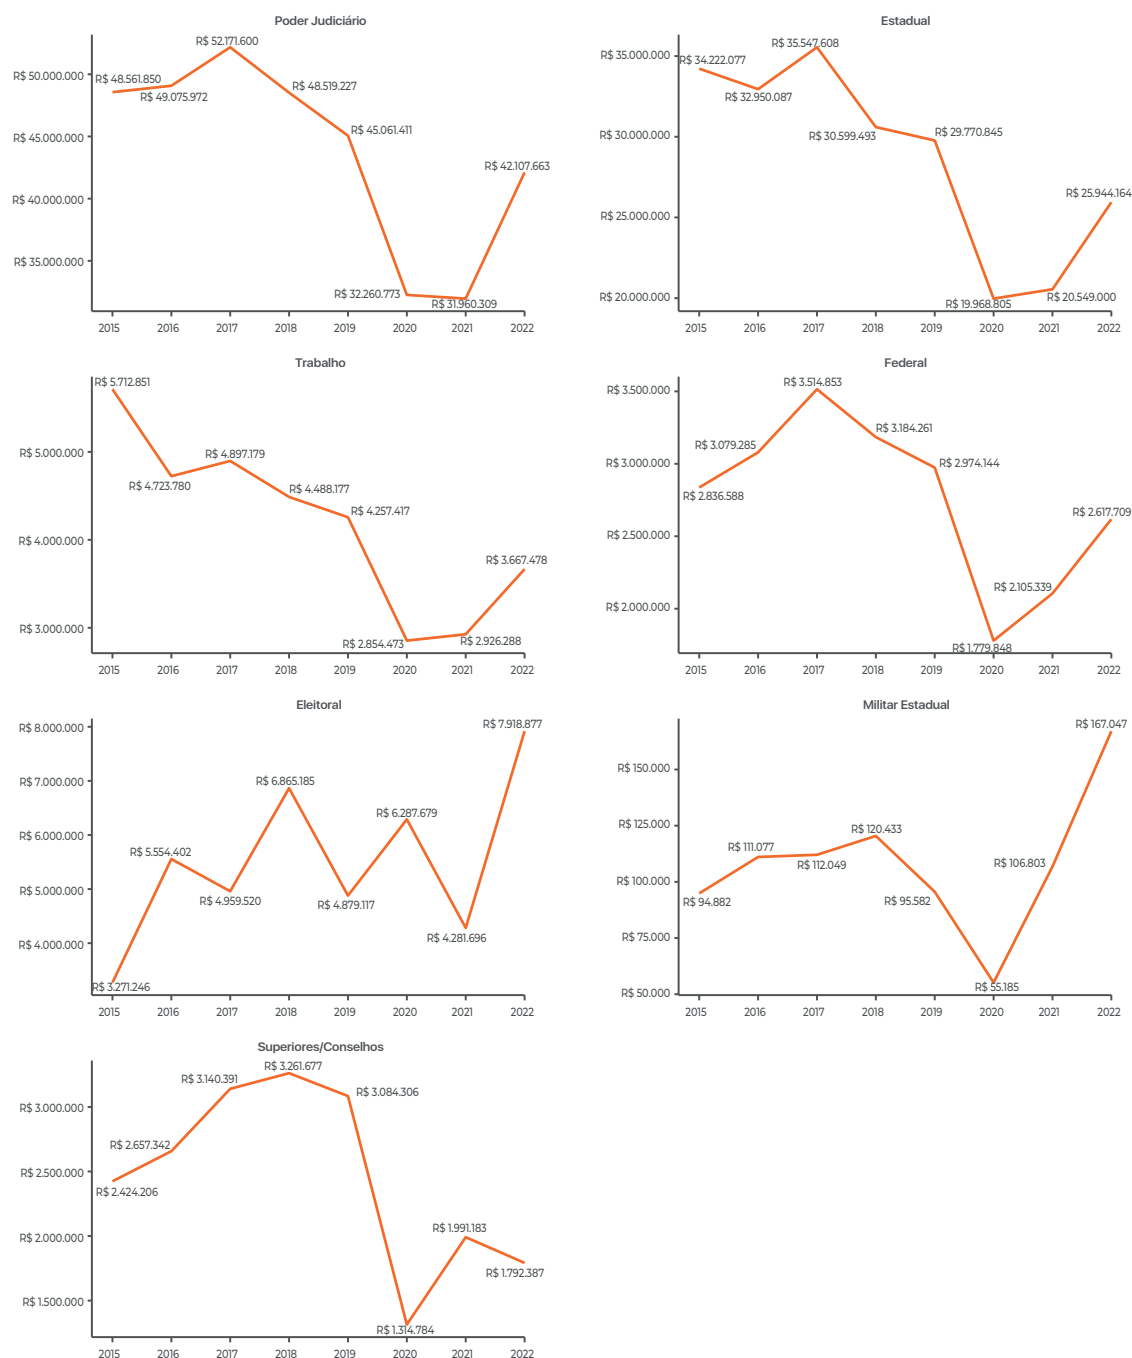 Poder Judiciário
R$ 52.171.600
R$ 50.000.000
R$ 48.561.850
R$ 49.075.972
R$ 48.519.227
R$ 45.000.000
R$ 45.061.411
R$ 42.107.663
R$ 40.000.000
R$ 35.000.000
R$ 32.260.773
R$ 31.960.309
2015 2016 2017 2018 2019 2020 2021 2022
Estadual
R$ 35.547.608
R$ 35.000.000
R$ 34.222.077
R$ 32.950.087
R$ 30.000.000
R$ 30.599.493
R$ 29.770.845
R$ 25.944.164
R$ 25.000.000
R$ 20.000.000
R$ 19.968.805
R$ 20.549.000
2015 2016 2017 2018 2019 2020 2021 2022
Trabalho
R$ 5.712.851
R$ 5.000.000
R$ 4.897.179
R$ 4.723.780
R$ 4.488.177
R$ 4.257.417
R$ 4.000.000
R$ 3.667.478
R$ 3.000.000
R$ 2.854.473
R$ 2.926.288
2015 2016 2017 2018 2019 2020 2021 2022
Federal
R$ 3.514.853
R$ 3.500.000
R$ 3.079.285
R$ 3.184.261
R$ 3.000.000
R$ 2.974.144
R$ 2.836.588
R$ 2.617.709
R$ 2.500.000
R$ 2.105.339
R$ 2.000.000
R$ 1.779.848
2015 2016 2017 2018 2019 2020 2021 2022
Eleitoral
R$ 8.000.000
R$ 7.918.877
R$ 7.000.000
R$ 6.865.185
R$ 6.287.679
R$ 6.000.000
R$ 5.554.402
R$ 5.000.000
R$ 4.959.520
R$ 4.879.117
R$ 4.281.696
R$ 4.000.000
R$ 3.271.246
2015 2016 2017 2018 2019 2020 2021 2022
Militar Estadual
R$ 167.047
R$ 150.000
R$ 125.000
R$ 120.433
R$ 111.077
R$ 112.049
R$ 106.803
R$ 100.000
R$ 94.882
R$ 95.582
R$ 75.000
R$ 55.185
R$ 50.000
2015 2016 2017 2018 2019 2020 2021 2022
Superiores/Conselhos
R$ 3.261.677
R$ 3.140.391
R$ 3.084.306
R$ 3.000.000
R$ 2.657.342
R$ 2.500.000
R$ 2.424.206
R$ 2.000.000
R$ 1.991.183
R$ 1.792.387
R$ 1.500.000
R$ 1.314.784
2015 2016 2017 2018 2019 2020 2021 2022